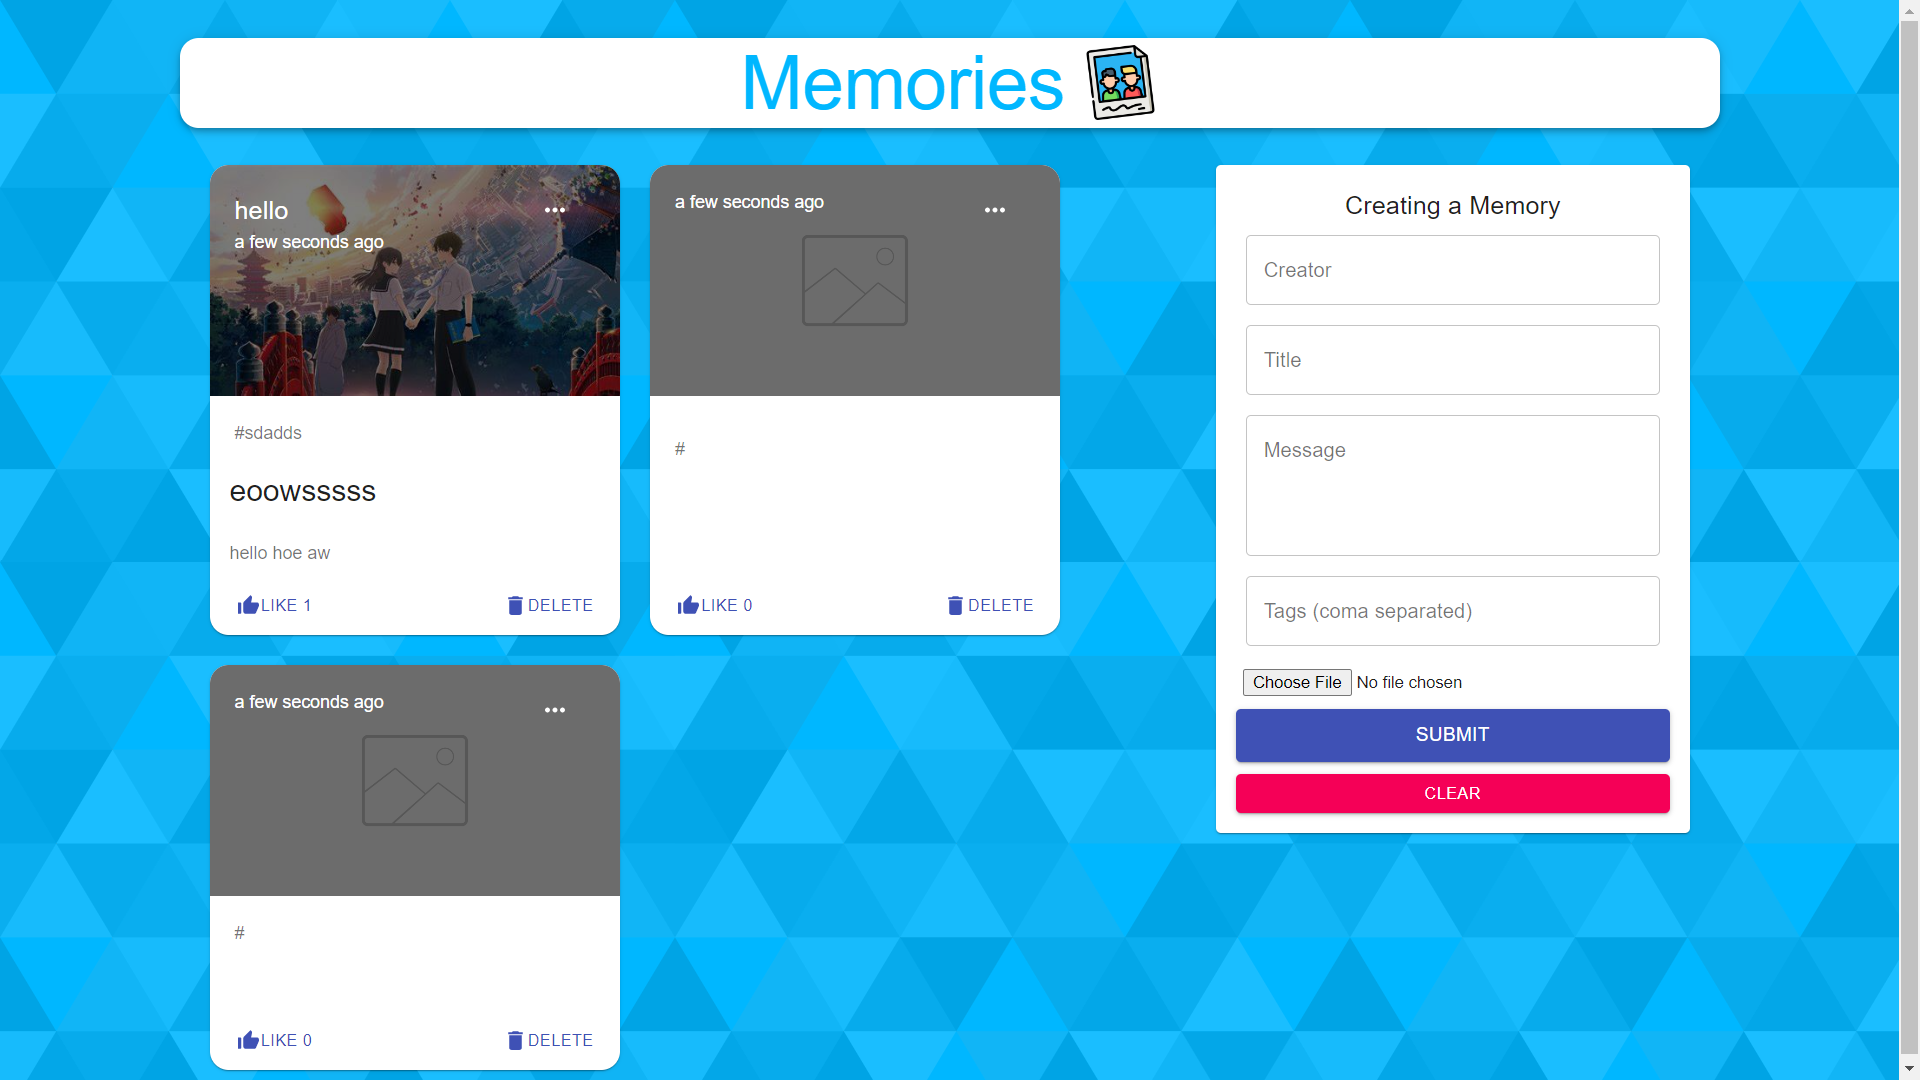 Memories
hello
a few seconds ago
#sdadds
eoowsssss
hello hoe aw
LIKE 1
DELETE
a few seconds ago
#
LIKE 0
DELETE
a few seconds ago
#
LIKE 0
DELETE
Creating a Memory
Creator
Title
Message
Tags (coma separated)
Choose File No file chosen
SUBMIT
CLEAR